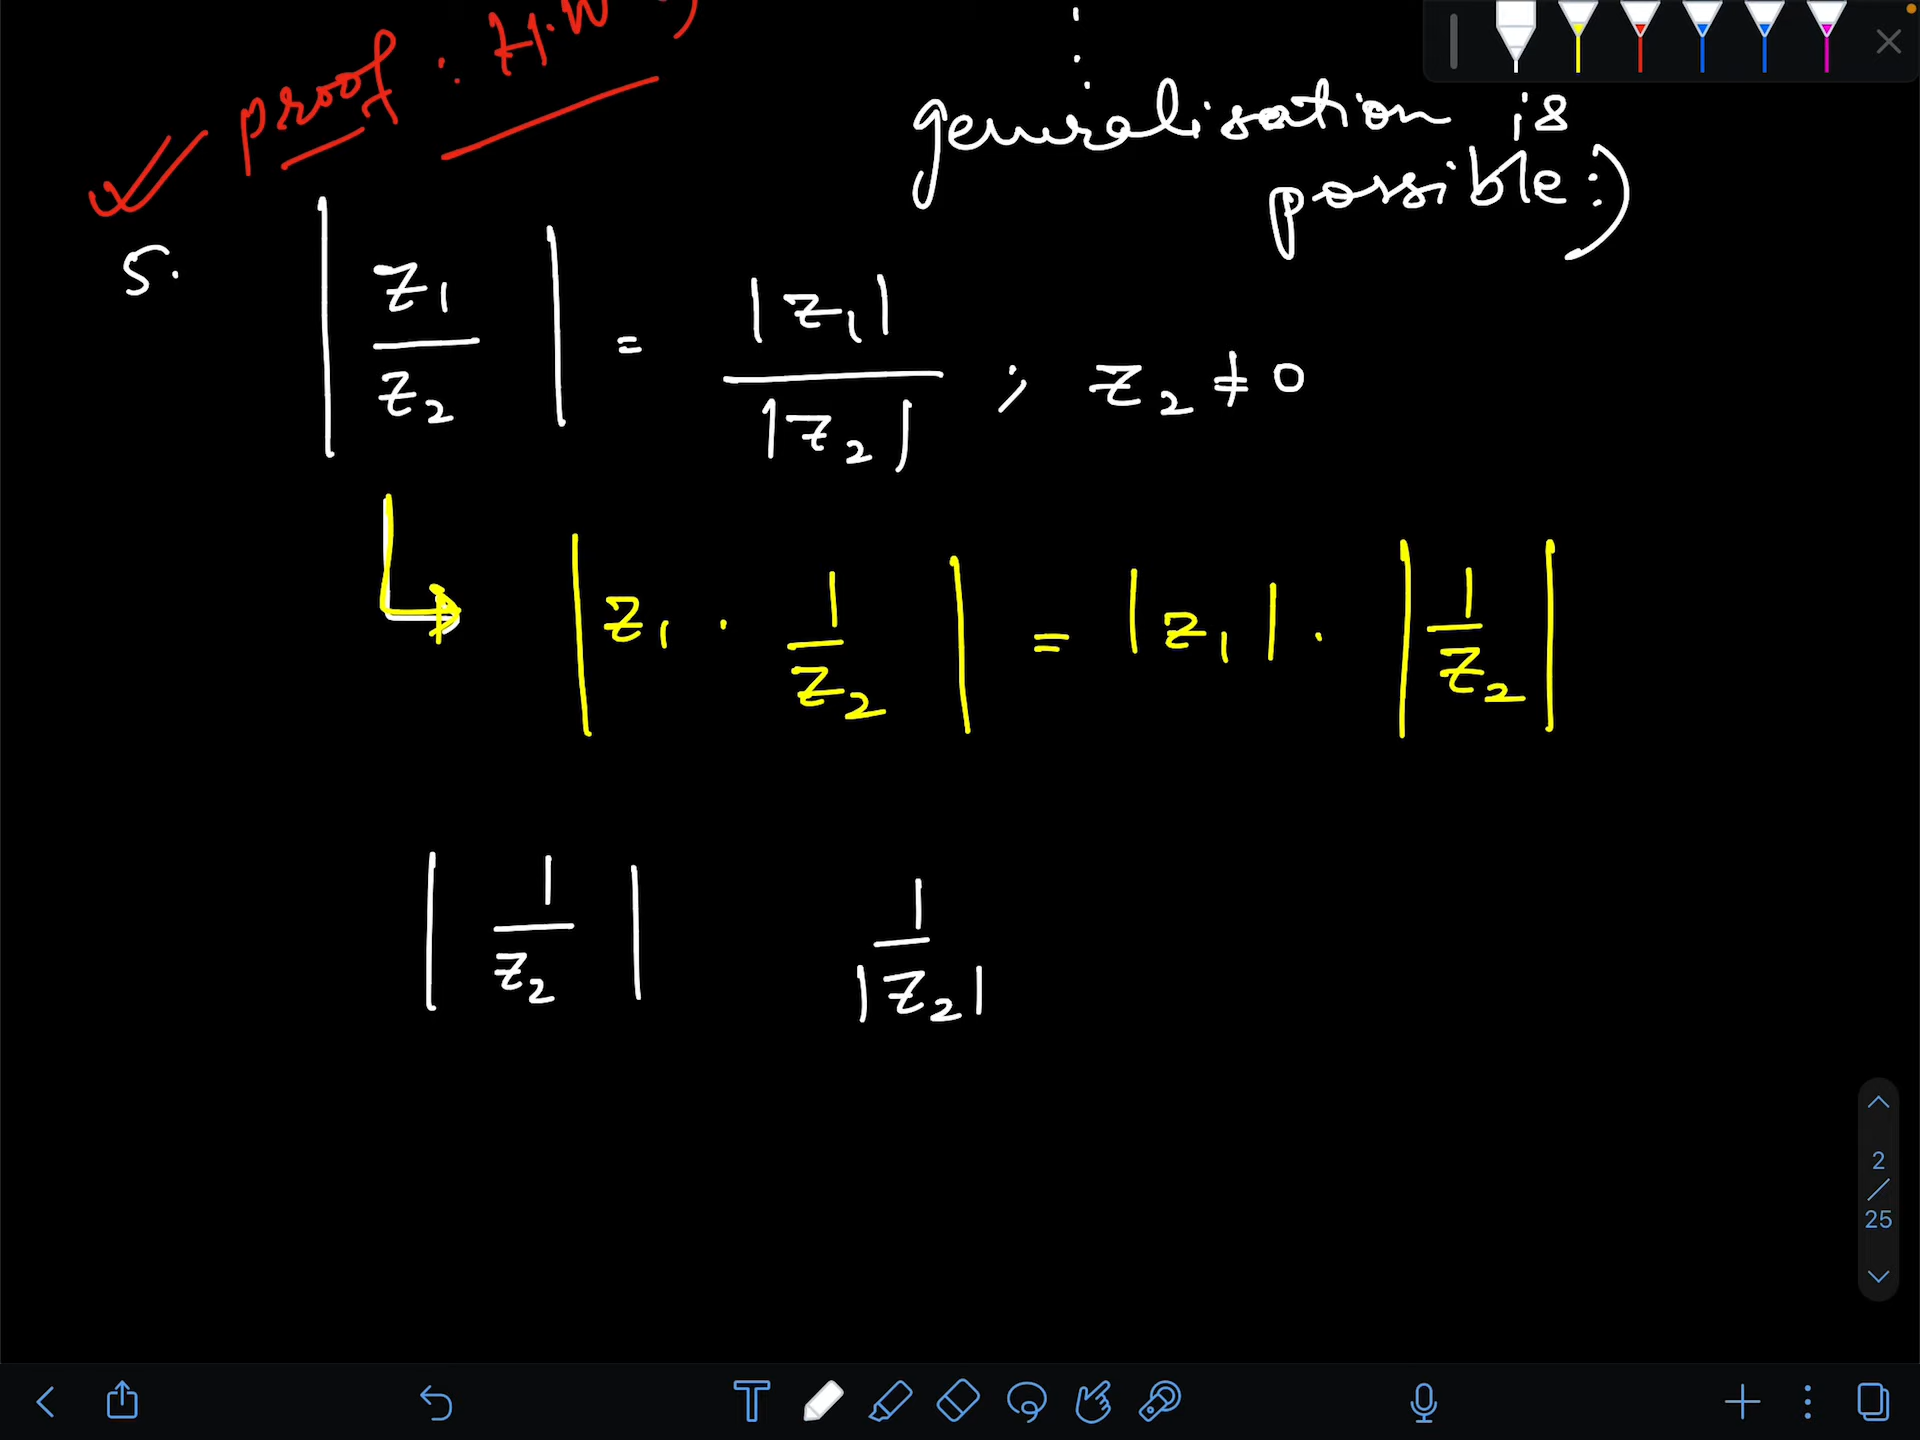 proof : H.W
generalisation is
possible :)
5. | z₁ / z₂ | = |z₁| / |z₂| ; z₂ ≠ 0
| z₁ · 1 / z₂ | = |z₁| · | 1 / z₂ |
| 1 / z₂ | 1 / |z₂|
2
/
25
T